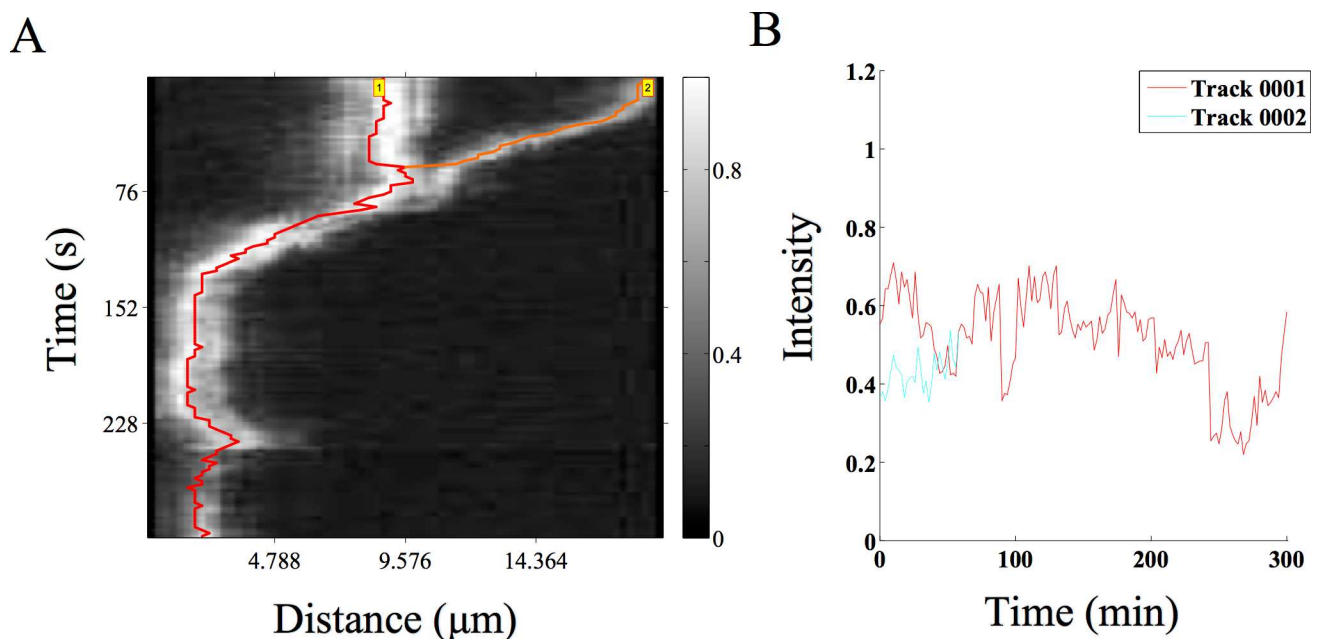 A
B
1
2
76
152
228
Time (s)
4.788
9.576
14.364
Distance (μm)
0.8
0.4
0
Track 0001
Track 0002
1.2
1
0.8
0.6
0.4
0.2
0
Intensity
0
100
200
300
Time (min)